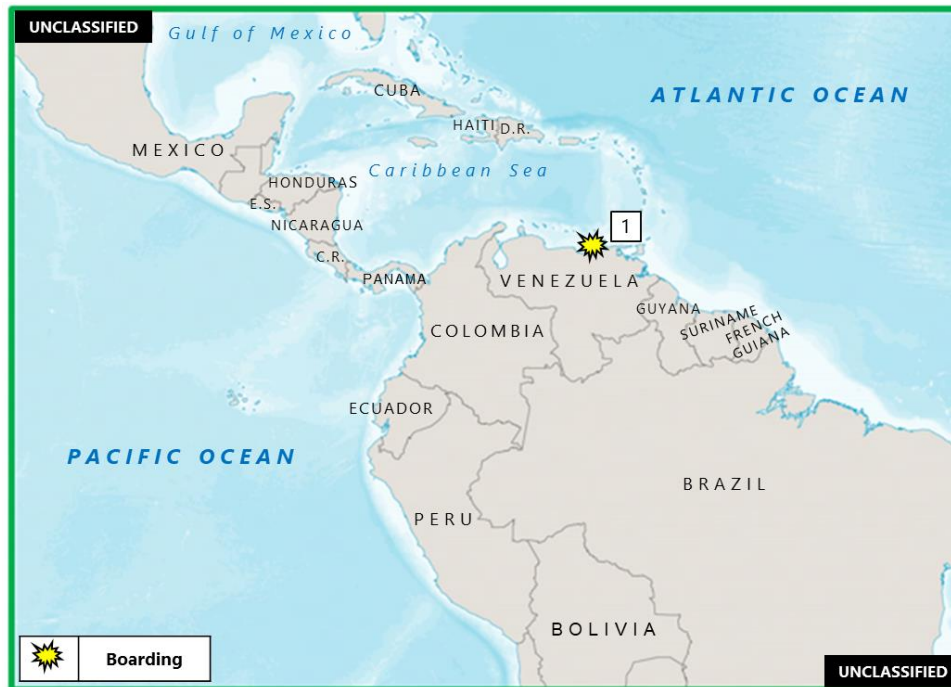 UNCLASSIFIED
Gulf of Mexico
CUBA
ATLANTIC OCEAN
HAITI
D.R.
MEXICO
Caribbean Sea
HONDURAS
E.S.
NICARAGUA
1
C.R.
PANAMA
VENEZUELA
GUYANA
SURINAME
FRENCH
GUIANA
COLOMBIA
ECUADOR
PACIFIC OCEAN
BRAZIL
PERU
BOLIVIA
Boarding
UNCLASSIFIED